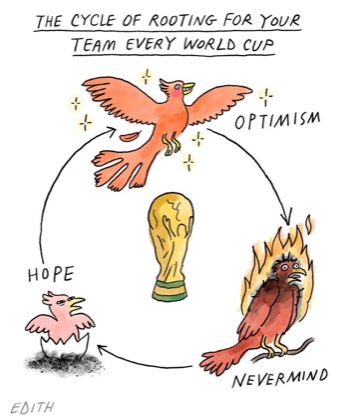 THE CYCLE OF ROOTING FOR YOUR
TEAM EVERY WORLD CUP
OPTIMISM
HOPE
NEVERMIND
EDITH